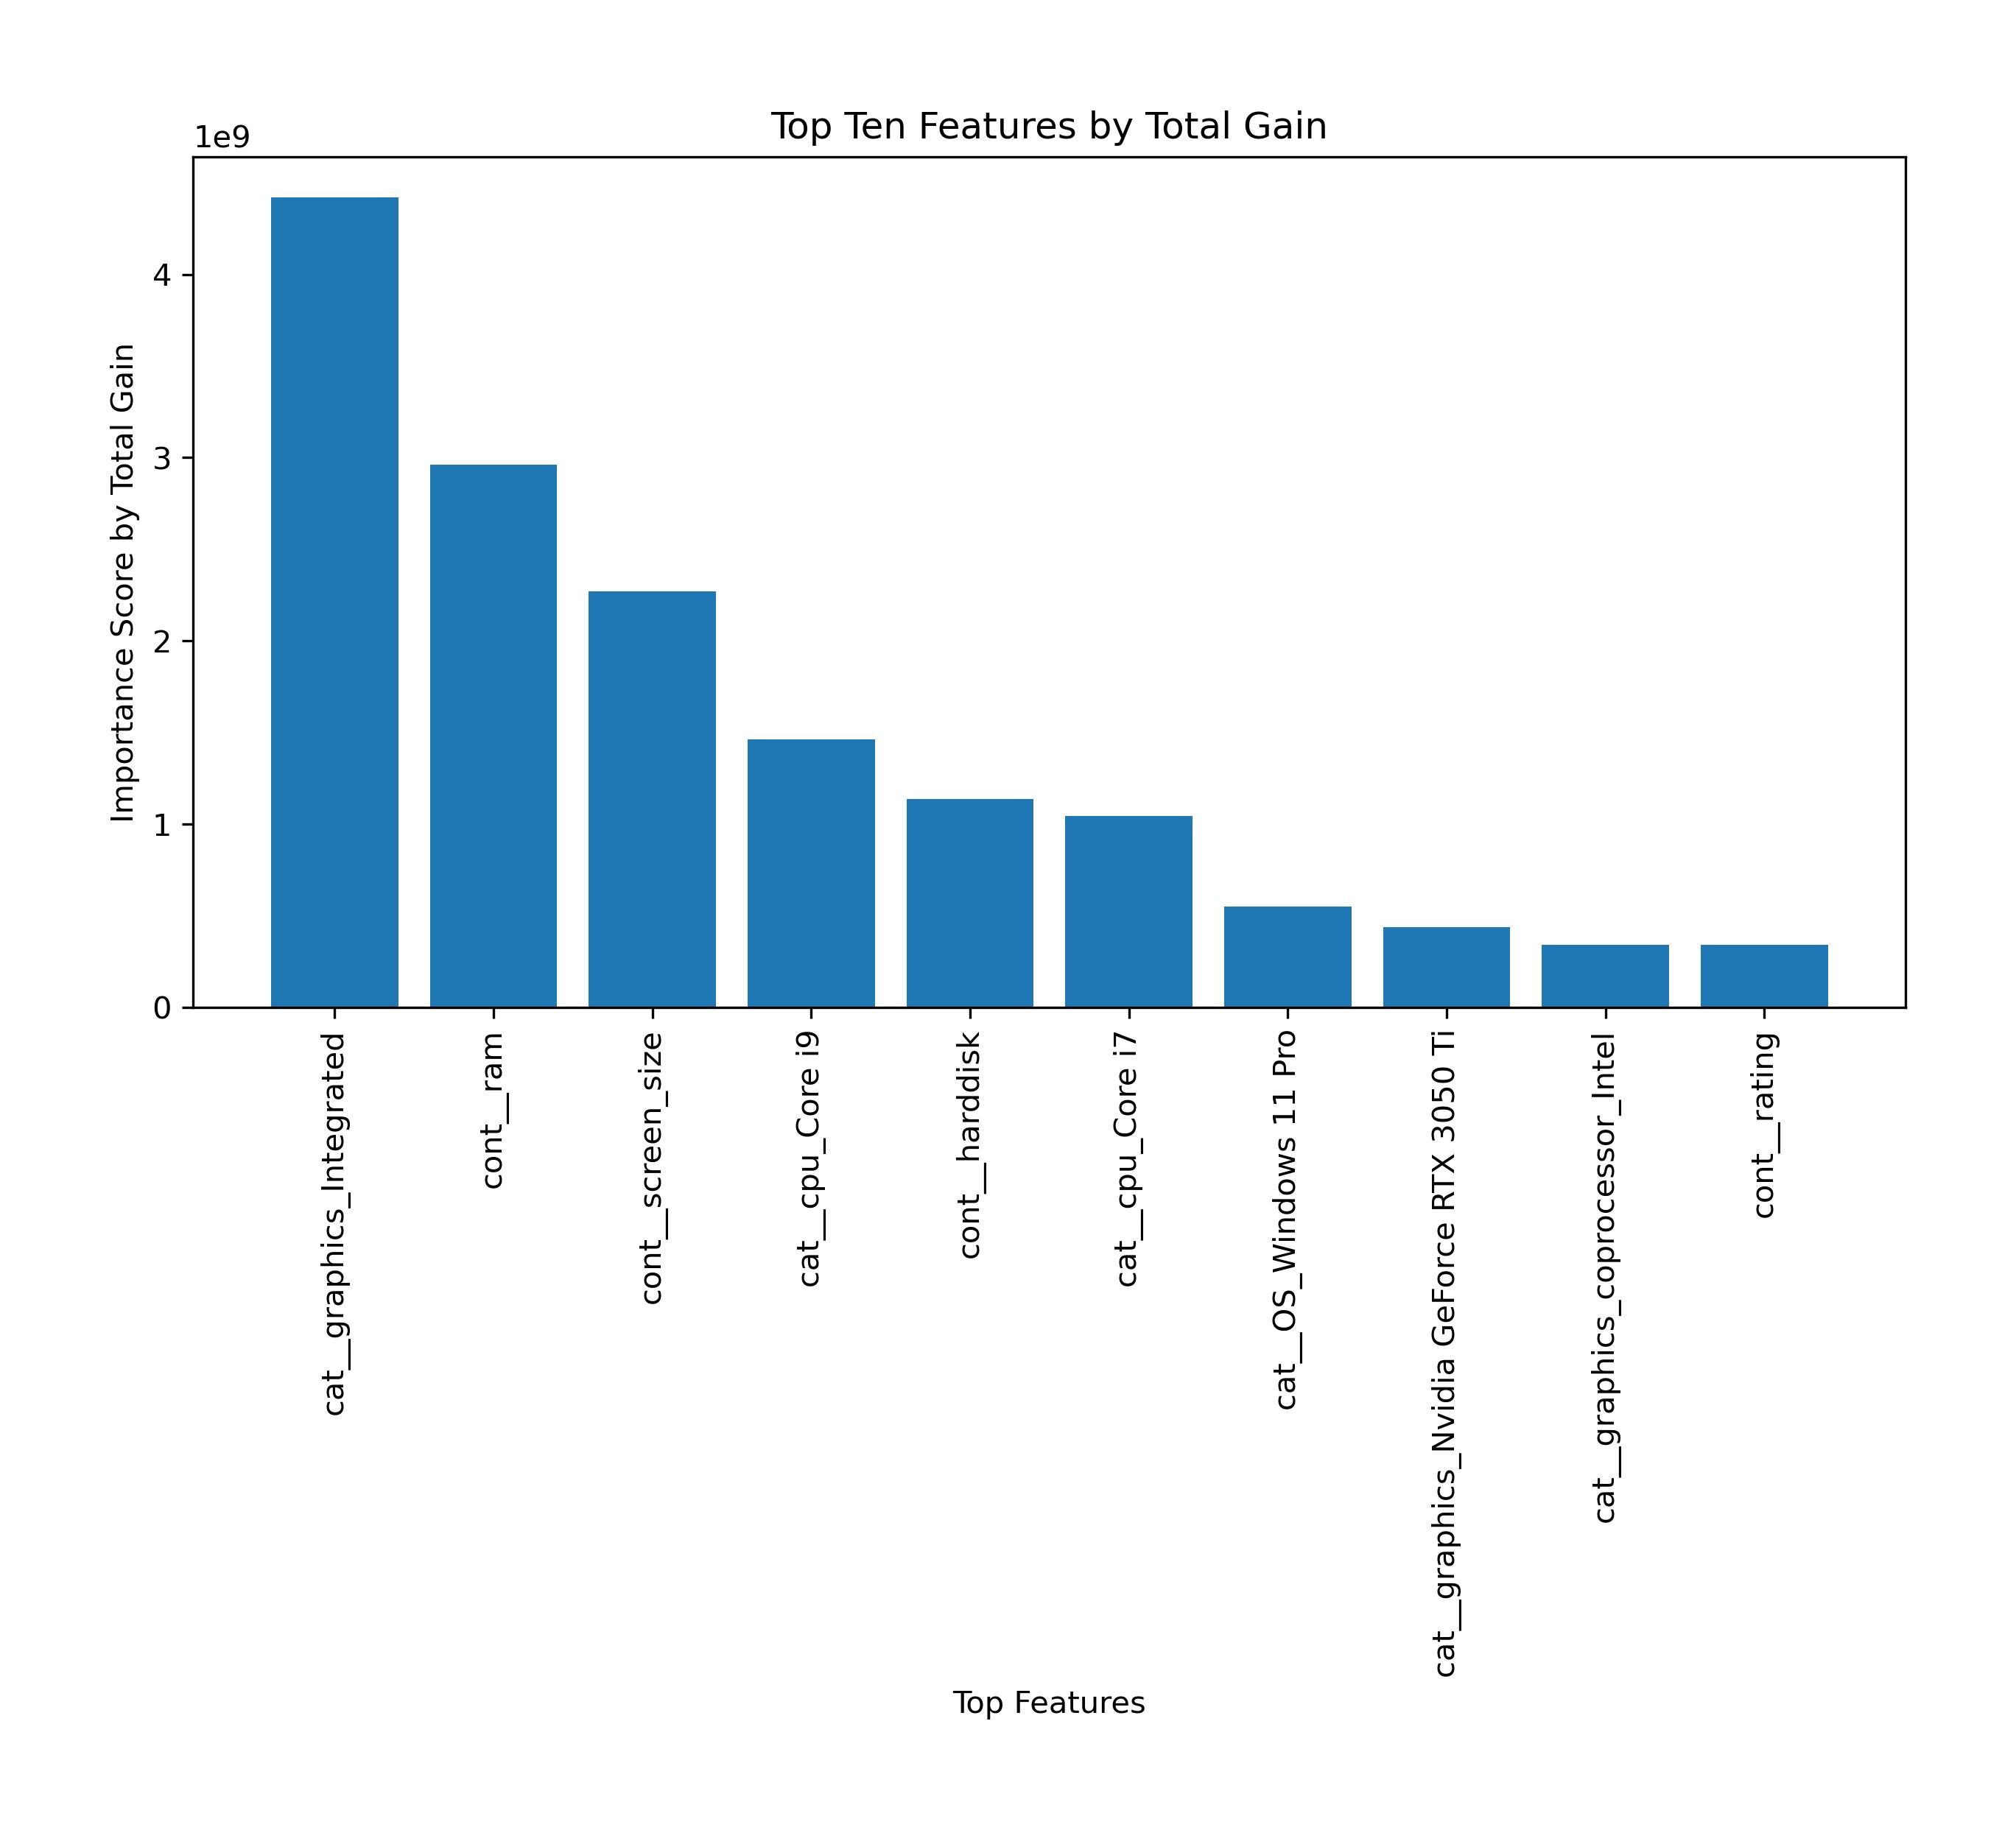 Top Ten Features by Total Gain
1e9
Importance Score by Total Gain
4
3
2
1
0
cat__graphics_Integrated
cont__ram
cont__screen_size
cat__cpu_Core i9
cont__harddisk
cat__cpu_Core i7
cat__OS_Windows 11 Pro
cat__graphics_Nvidia GeForce RTX 3050 Ti
cat__graphics_coprocessor_Intel
cont__rating
Top Features